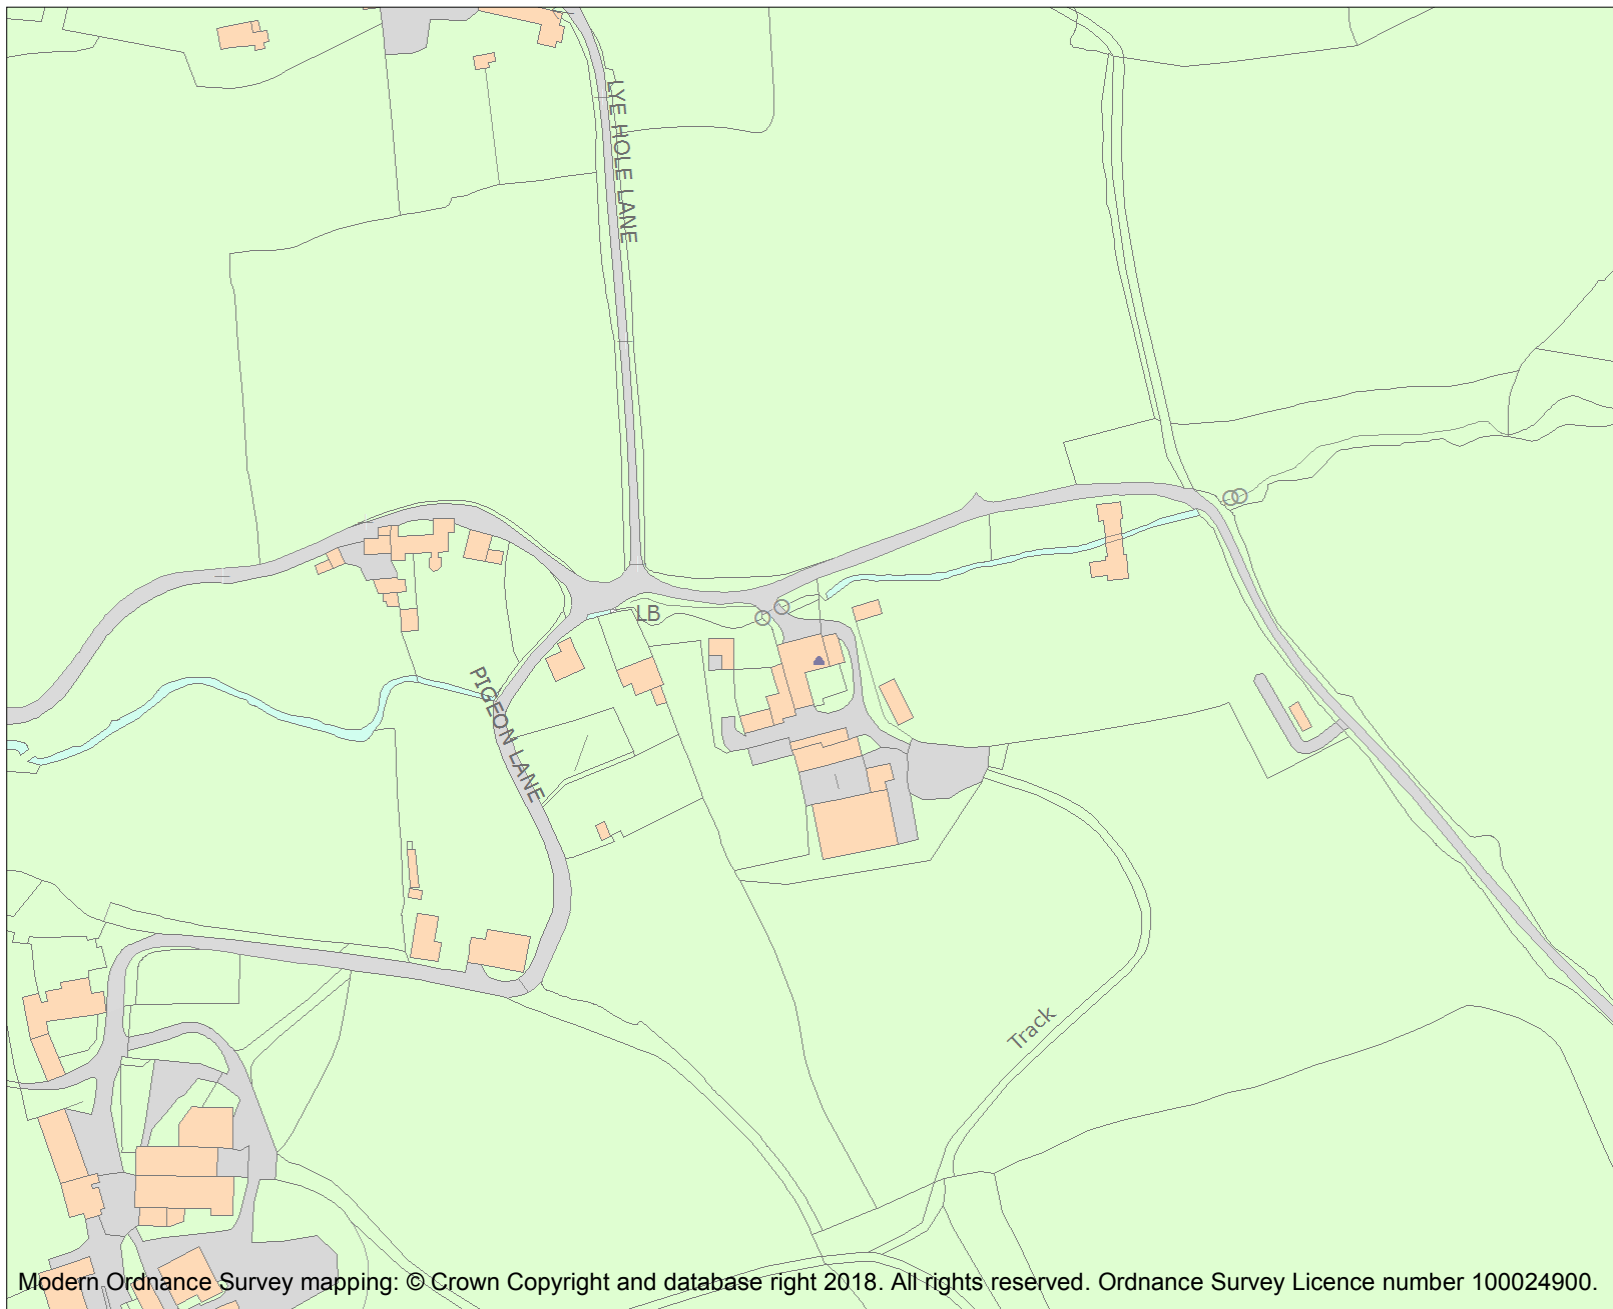 LYE HOLE LANE
LB
PIGEON LANE
Track
Modern Ordnance Survey mapping: © Crown Copyright and database right 2018. All rights reserved. Ordnance Survey Licence number 100024900.